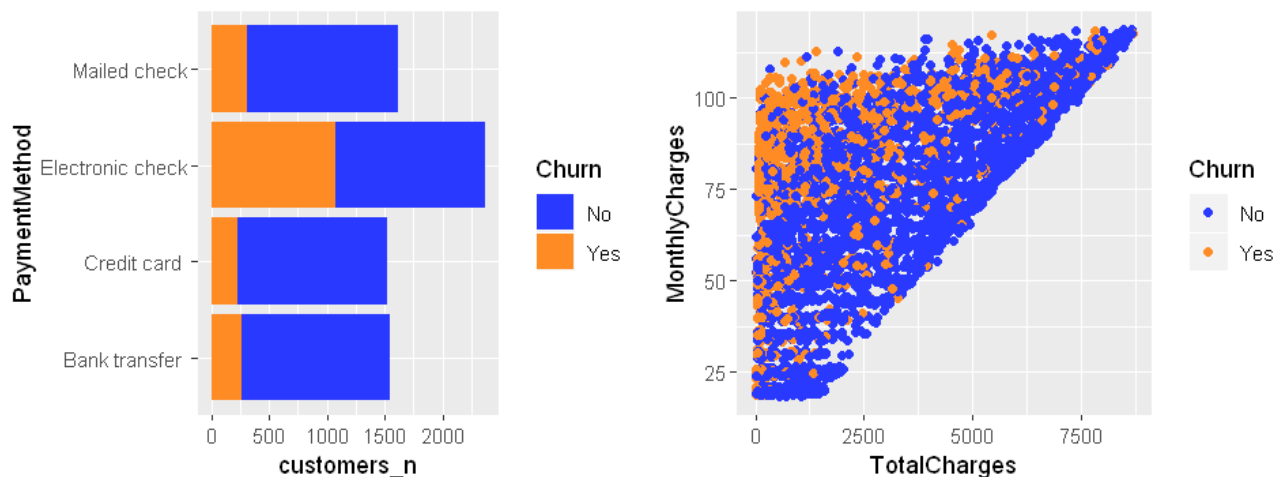 PaymentMethod
Mailed check
Electronic check
Credit card
Bank transfer
0 500 1000 1500 2000
customers_n
Churn
No
Yes
MonthlyCharges
100
75
50
25
0 2500 5000 7500
TotalCharges
Churn
No
Yes